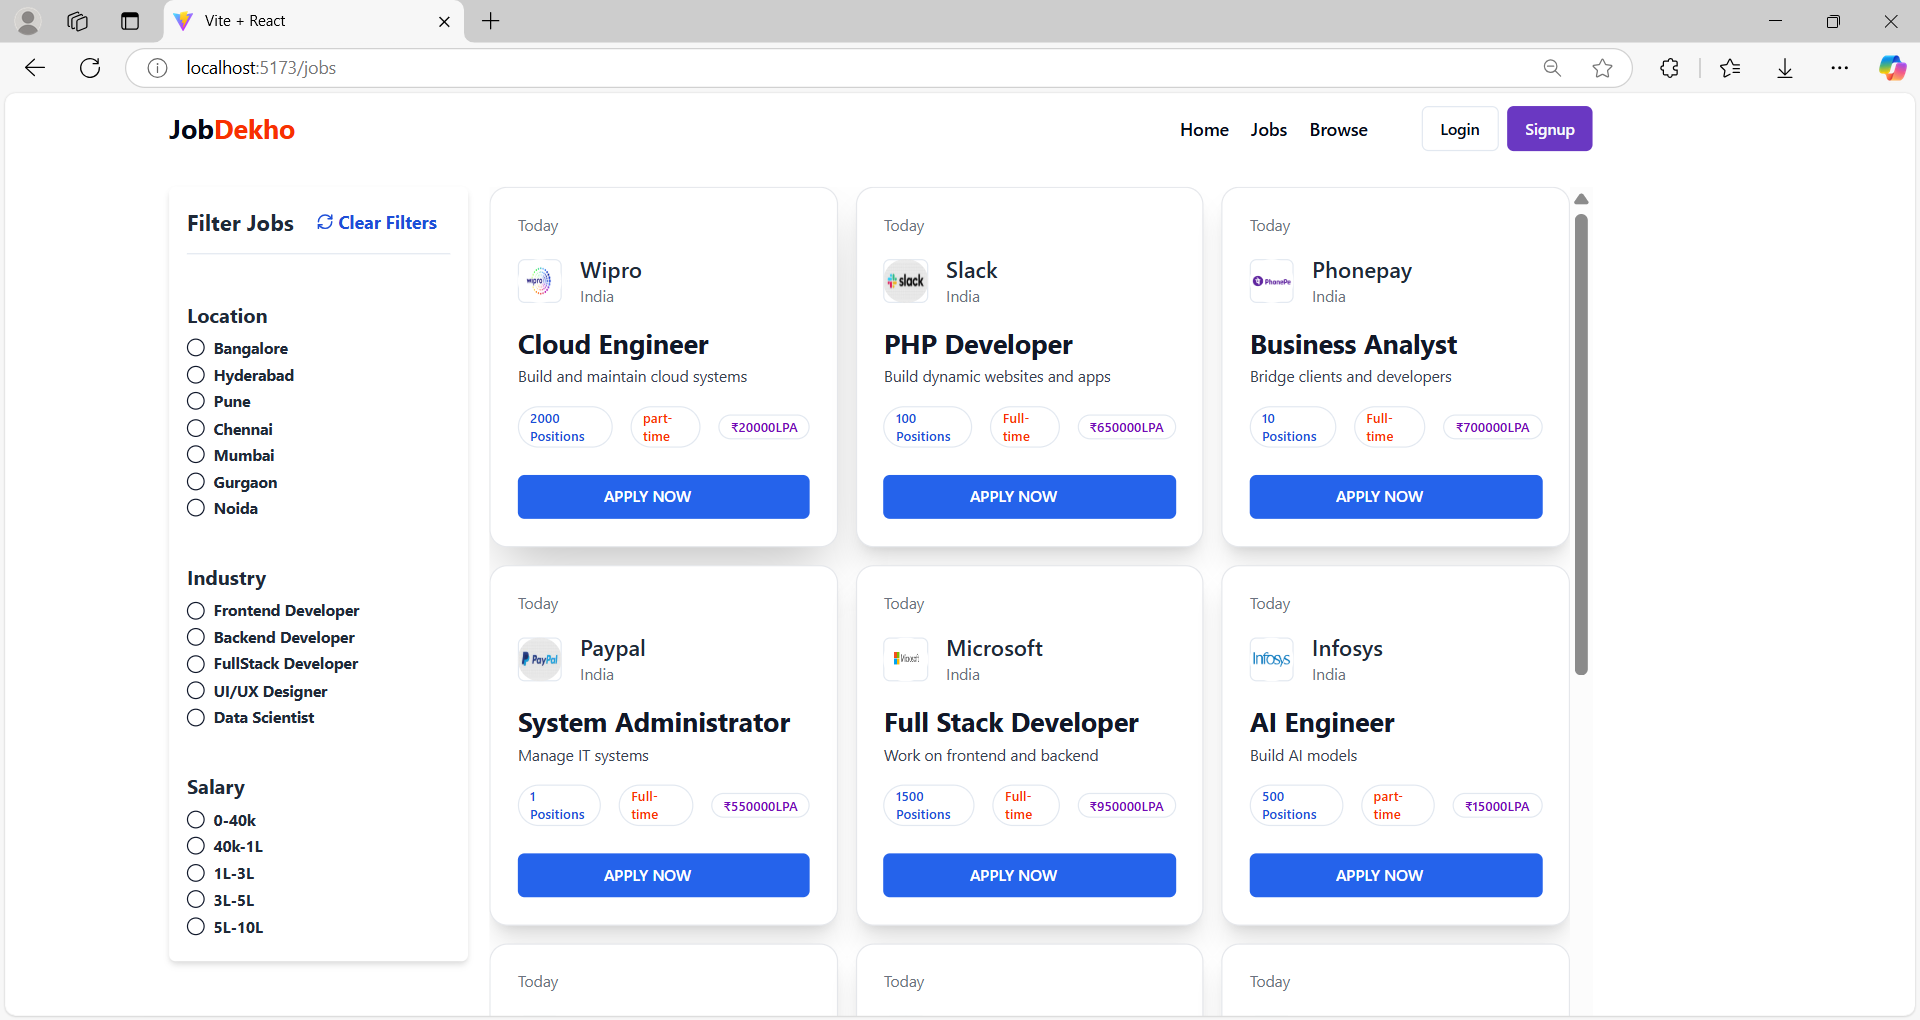 Vite + React
localhost:5173/jobs
JobDekho
Home Jobs Browse Login Signup
Filter Jobs Clear Filters
Location
Bangalore
Hyderabad
Pune
Chennai
Mumbai
Gurgaon
Noida
Industry
Frontend Developer
Backend Developer
FullStack Developer
UI/UX Designer
Data Scientist
Salary
0-40k
40k-1L
1L-3L
3L-5L
5L-10L
Today
wipro
Wipro
India
Cloud Engineer
Build and maintain cloud systems
2000
Positions
part-
time
₹20000LPA
APPLY NOW
Today
slack
Slack
India
PHP Developer
Build dynamic websites and apps
100
Positions
Full-
time
₹650000LPA
APPLY NOW
Today
PhonePe
Phonepay
India
Business Analyst
Bridge clients and developers
10
Positions
Full-
time
₹700000LPA
APPLY NOW
Today
PayPal
Paypal
India
System Administrator
Manage IT systems
1
Positions
Full-
time
₹550000LPA
APPLY NOW
Today
Microsoft
Microsoft
India
Full Stack Developer
Work on frontend and backend
1500
Positions
Full-
time
₹950000LPA
APPLY NOW
Today
Infosys
Infosys
India
AI Engineer
Build AI models
500
Positions
part-
time
₹15000LPA
APPLY NOW
Today
Today
Today